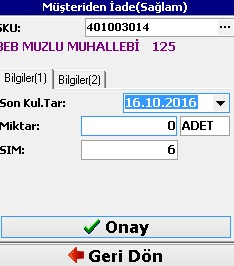 Müşteriden İade(Sağlam)
SKU: 401003014 ...
BEB MUZLU MUHALLEBİ 125
Bilgiler(1) Bilgiler(2)
Son Kul.Tar: 16.10.2016
Miktar: 0 ADET
SIM: 6
Onay
Geri Dön